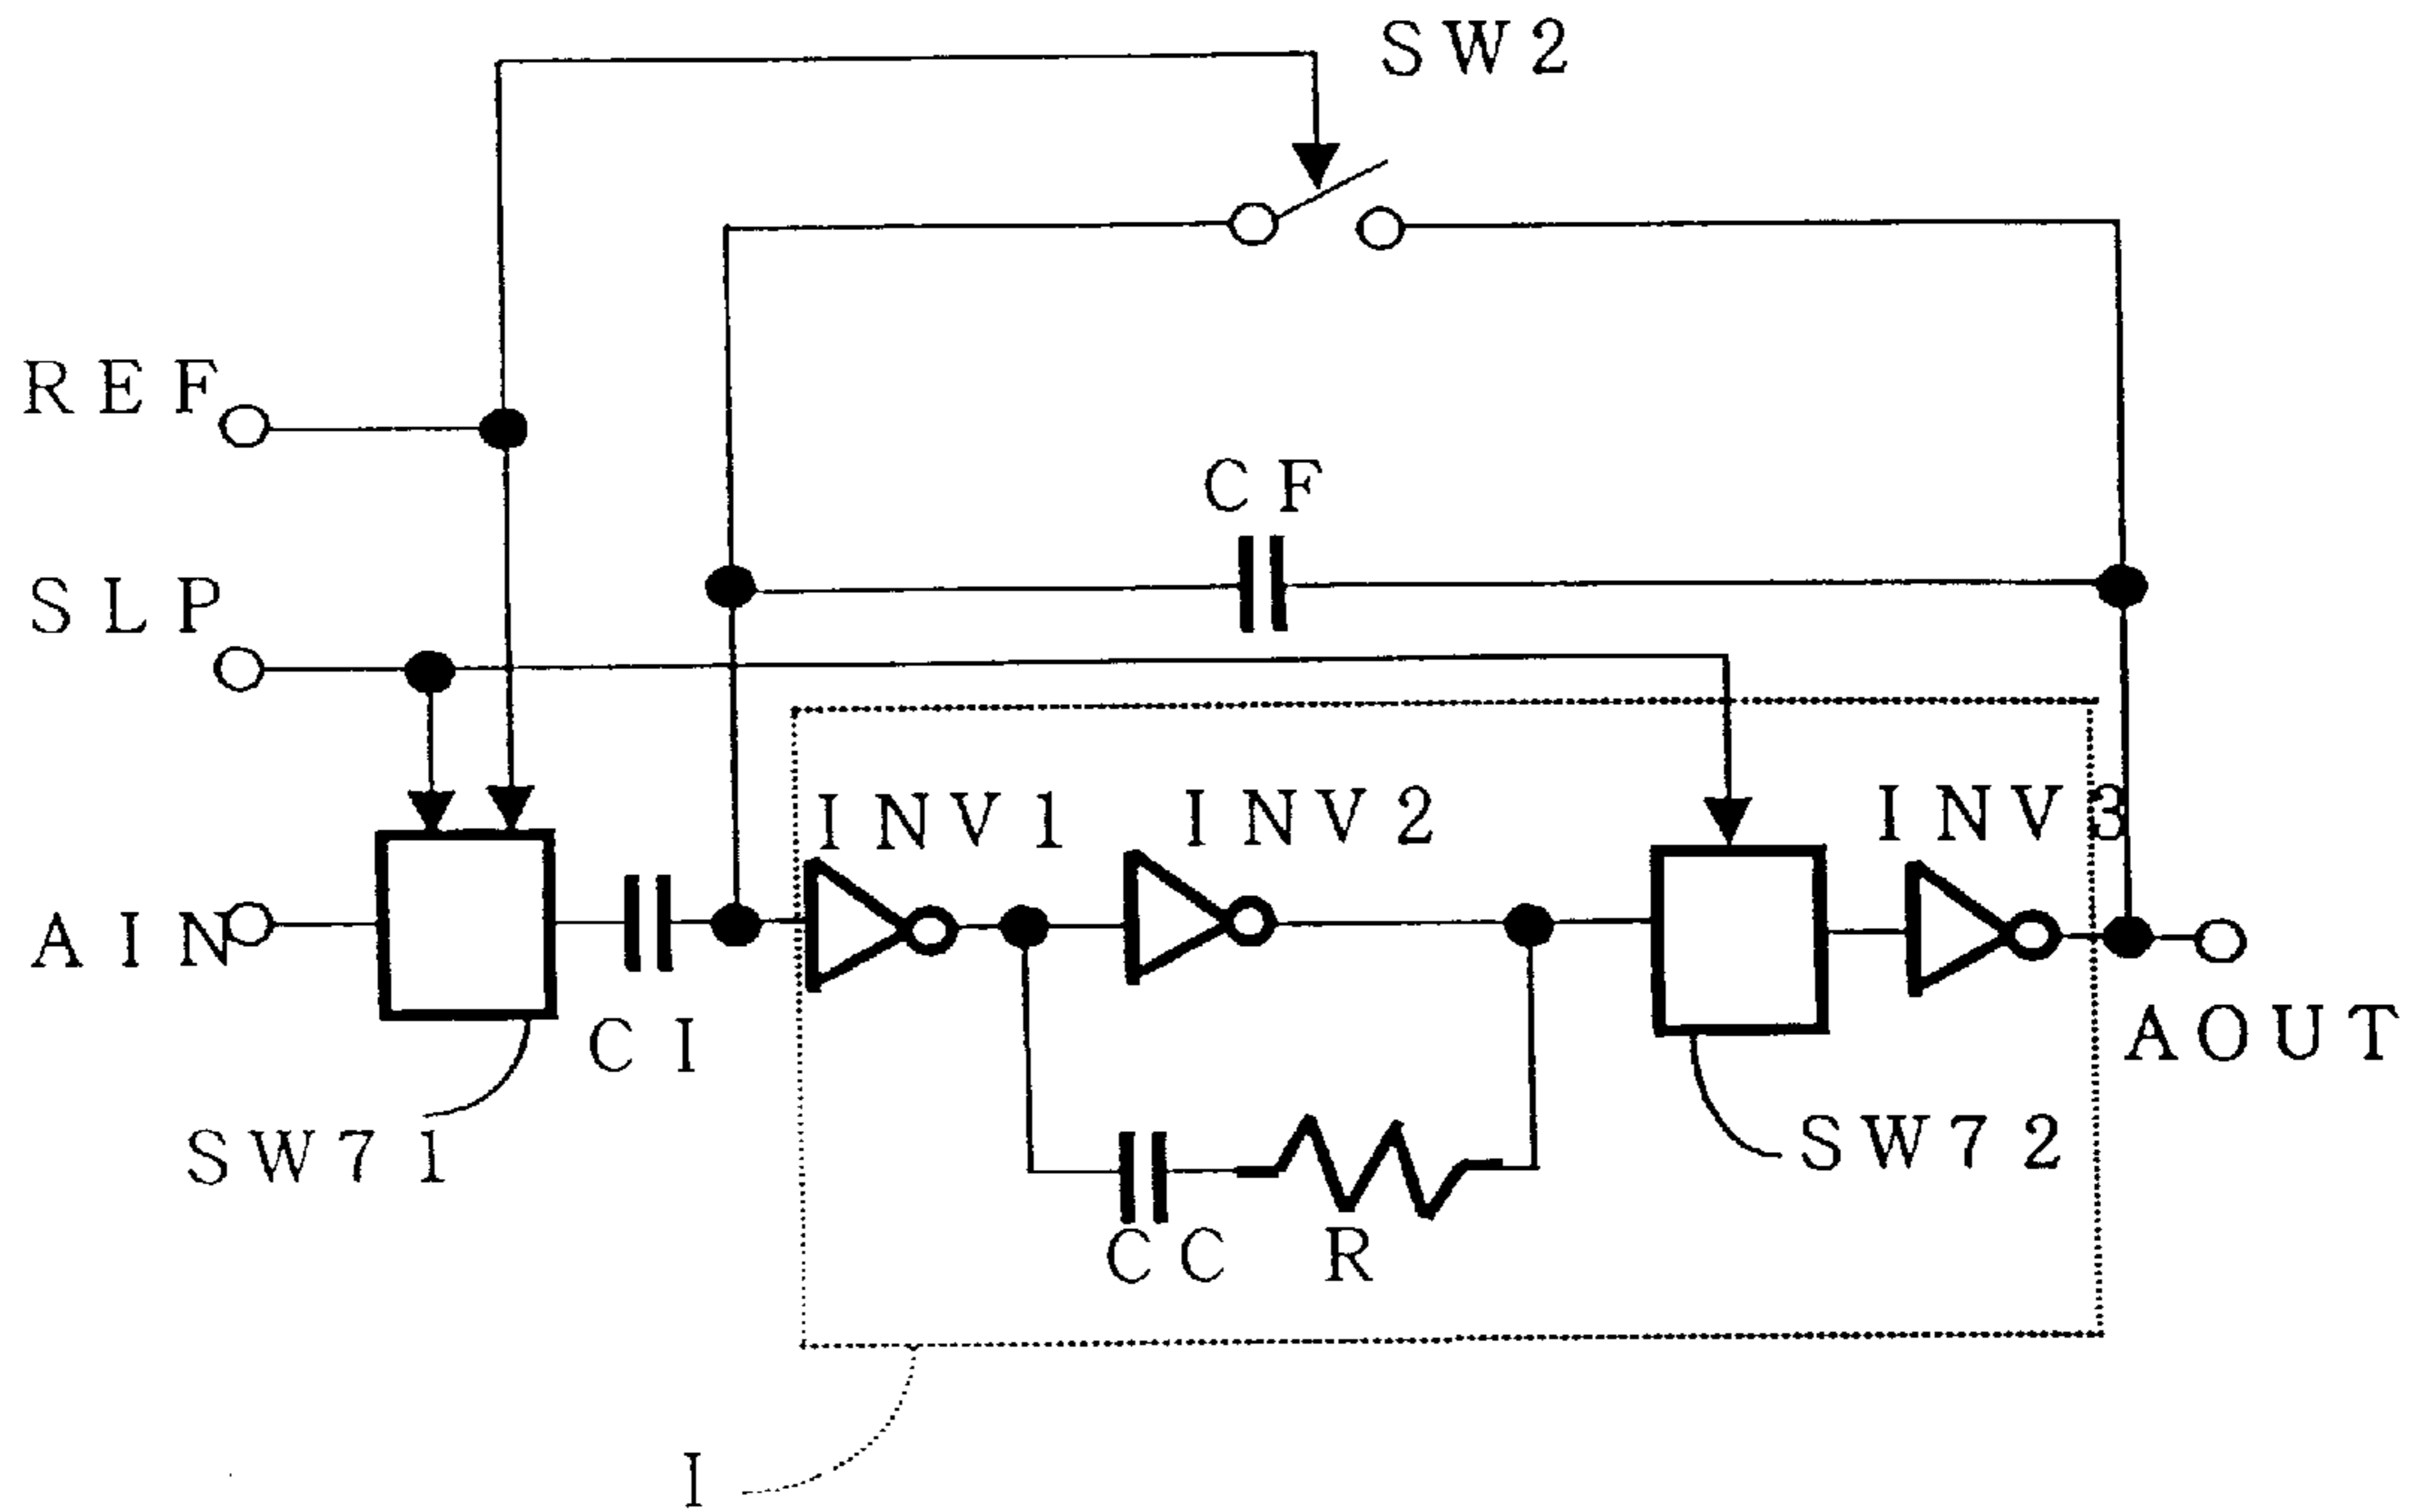 SW2
REF
CF
SLP
INV1
INV2
INV3
AIN
CI
AOUT
SW71
SW72
CC
R
I